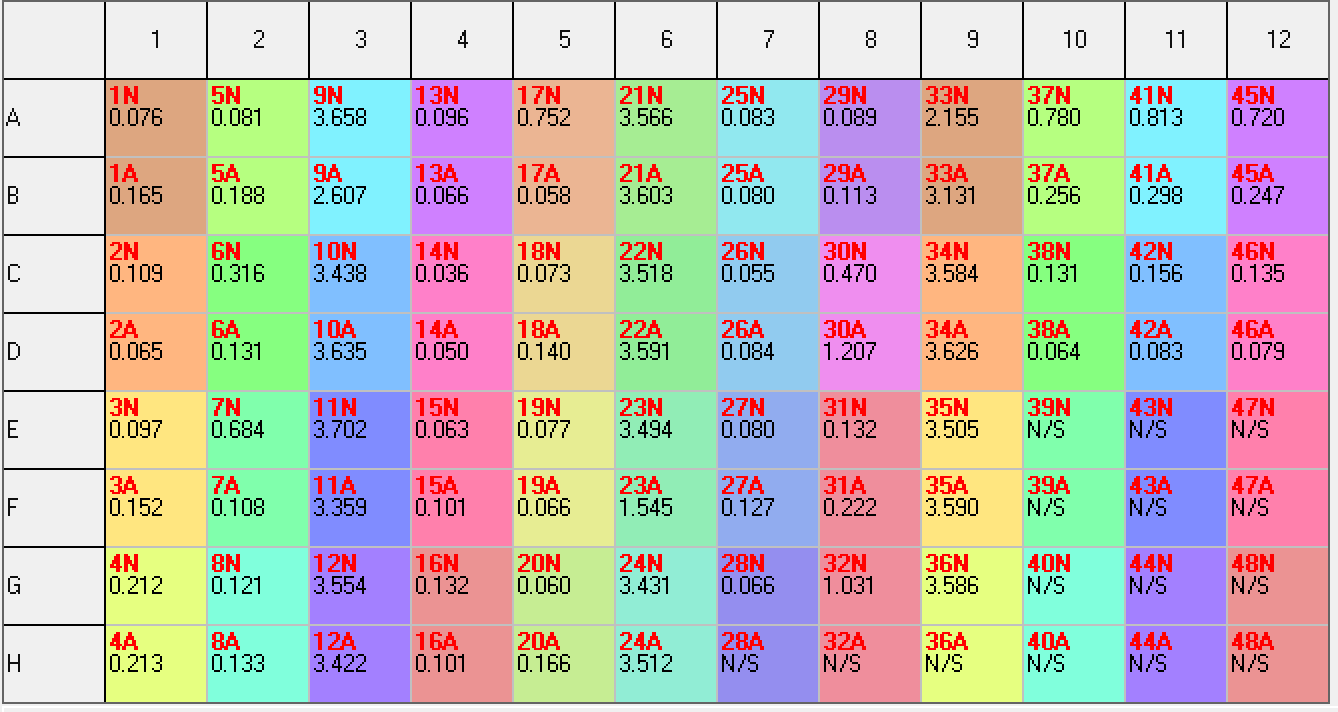 1 2 3 4 5 6 7 8 9 10 11 12
A 1N 5N 9N 13N 17N 21N 25N 29N 33N 37N 41N 45N
0.076 0.081 3.658 0.096 0.752 3.566 0.083 0.089 2.155 0.780 0.813 0.720
B 1A 5A 9A 13A 17A 21A 25A 29A 33A 37A 41A 45A
0.165 0.188 2.607 0.066 0.058 3.603 0.080 0.113 3.131 0.256 0.298 0.247
C 2N 6N 10N 14N 18N 22N 26N 30N 34N 38N 42N 46N
0.109 0.316 3.438 0.036 0.073 3.518 0.055 0.470 3.584 0.131 0.156 0.135
D 2A 6A 10A 14A 18A 22A 26A 30A 34A 38A 42A 46A
0.065 0.131 3.635 0.050 0.140 3.591 0.084 1.207 3.626 0.064 0.083 0.079
E 3N 7N 11N 15N 19N 23N 27N 31N 35N 39N 43N 47N
0.097 0.684 3.702 0.063 0.077 3.494 0.080 0.132 3.505 N/S N/S N/S
F 3A 7A 11A 15A 19A 23A 27A 31A 35A 39A 43A 47A
0.152 0.108 3.359 0.101 0.066 1.545 0.127 0.222 3.590 N/S N/S N/S
G 4N 8N 12N 16N 20N 24N 28N 32N 36N 40N 44N 48N
0.212 0.121 3.554 0.132 0.060 3.431 0.066 1.031 3.586 N/S N/S N/S
H 4A 8A 12A 16A 20A 24A 28A 32A 36A 40A 44A 48A
0.213 0.133 3.422 0.101 0.166 3.512 N/S N/S N/S N/S N/S N/S